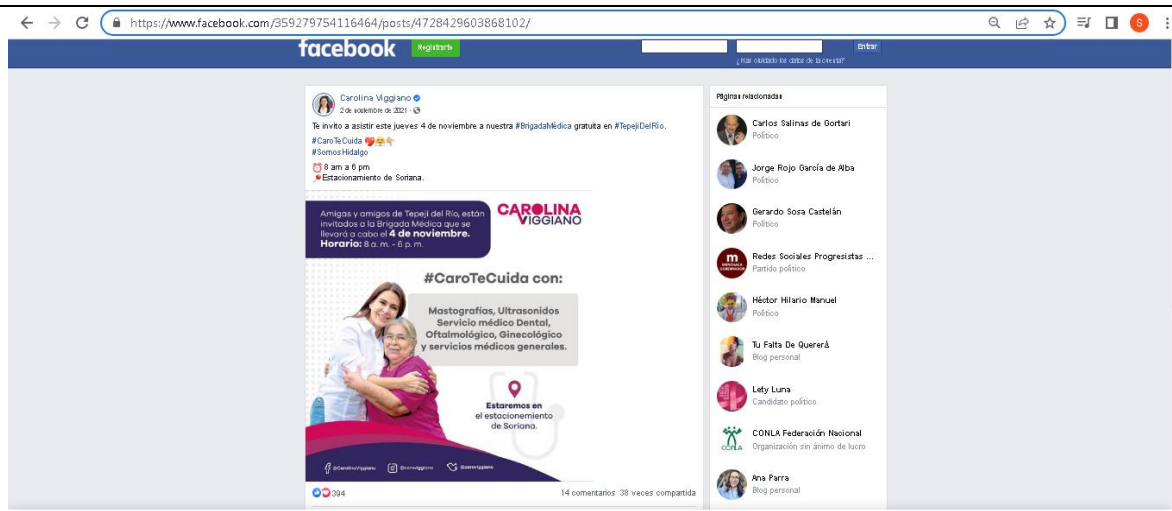 https://www.facebook.com/359279754116464/posts/4728429603868102/
S
facebook
Registrarte
Entrar
¿Has olvidado los datos de la cuenta?
Carolina Viggiano
2 de noviembre de 2021
Te invito a asistir este jueves 4 de noviembre a nuestra #BrigadaMédica gratuita en #TepejiDelRío.
#CaroTeCuida
#SomosHidalgo
8 am a 6 pm
Estacionamiento de Soriana.
Amigas y amigos de Tepeji del Río, están
invitados a la Brigada Médica que se
llevará a cabo el 4 de noviembre.
Horario: 8 a. m. - 6 p. m.
CAROLINA
VIGGIANO
#CaroTeCuida con:
Mastografías, Ultrasonidos
Servicio médico Dental,
Oftalmológico, Ginecológico
y servicios médicos generales.
Estaremos en
el estacionemiento
de Soriana.
@CarolinaViggiano
@caroviggiano
@caroviggiano
394
14 comentarios 38 veces compartida
Páginas relacionadas
Carlos Salinas de Gortari
Político
Jorge Rojo García de Alba
Político
Gerardo Sosa Castelán
Político
Redes Sociales Progresistas ...
Partido político
Héctor Hilario Manuel
Político
Tu Falta De Quererá
Blog personal
Lety Luna
Candidato político
CONLA Federación Nacional
Organización sin ánimo de lucro
Ana Parra
Blog personal